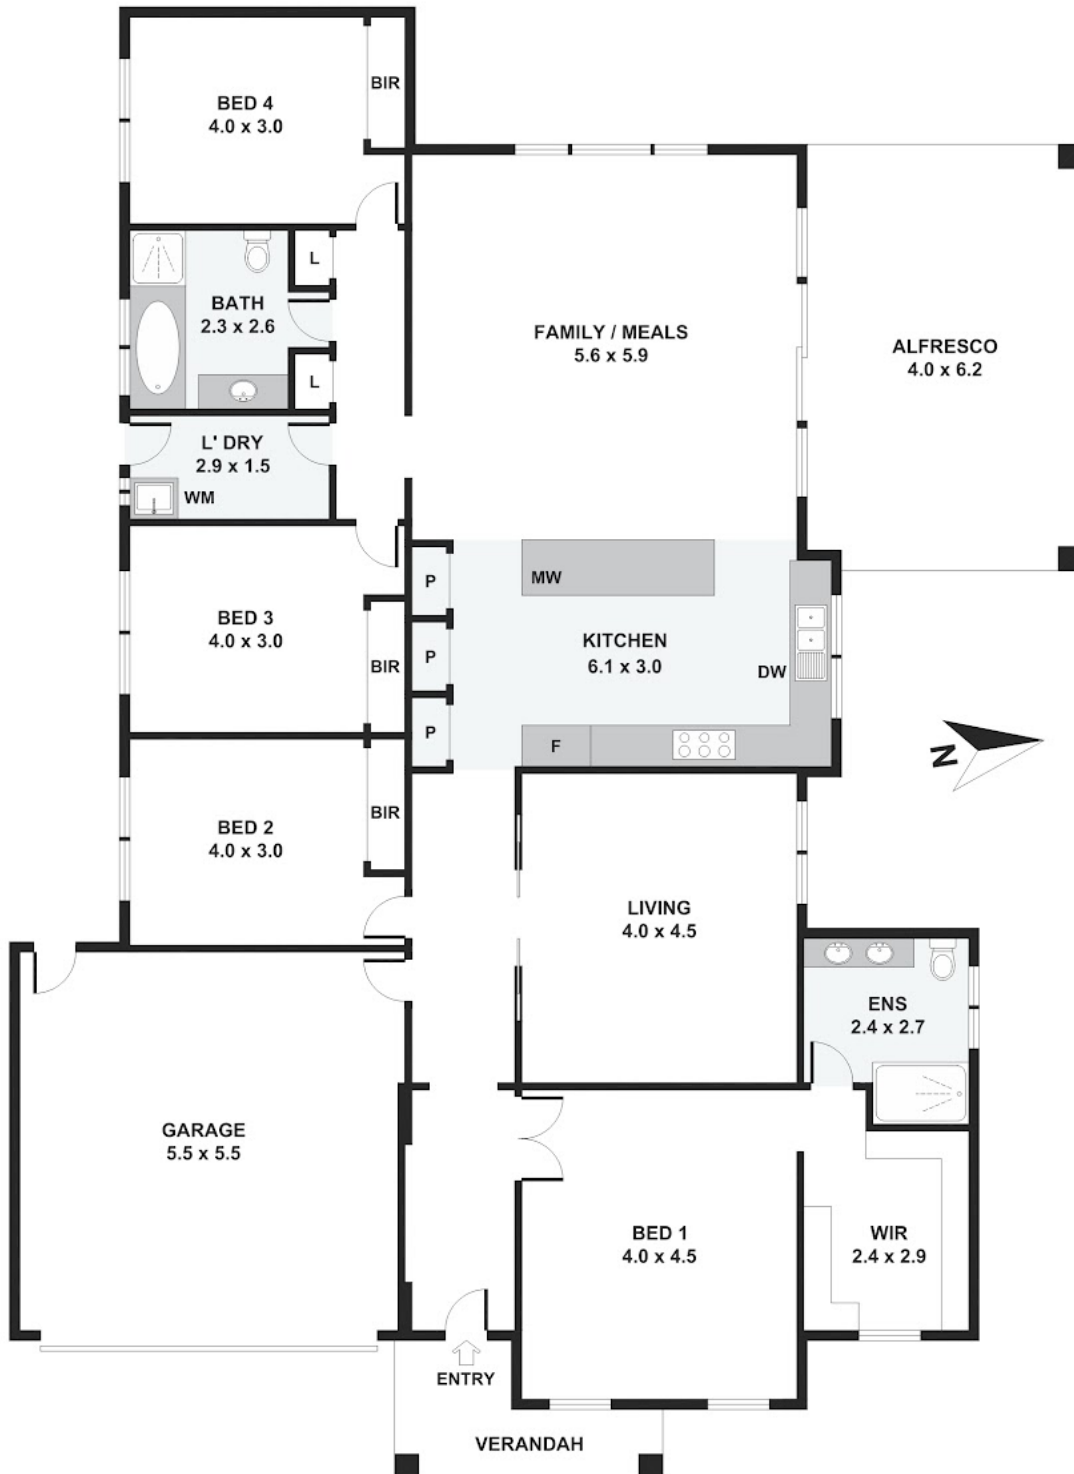 BED 4
4.0 x 3.0
BIR
L
BATH
2.3 x 2.6
L
L' DRY
2.9 x 1.5
WM
FAMILY / MEALS
5.6 x 5.9
ALFRESCO
4.0 x 6.2
BED 3
4.0 x 3.0
BIR
P
P
P
MW
KITCHEN
6.1 x 3.0
DW
F
N
BED 2
4.0 x 3.0
BIR
LIVING
4.0 x 4.5
ENS
2.4 x 2.7
GARAGE
5.5 x 5.5
BED 1
4.0 x 4.5
WIR
2.4 x 2.9
ENTRY
VERANDAH